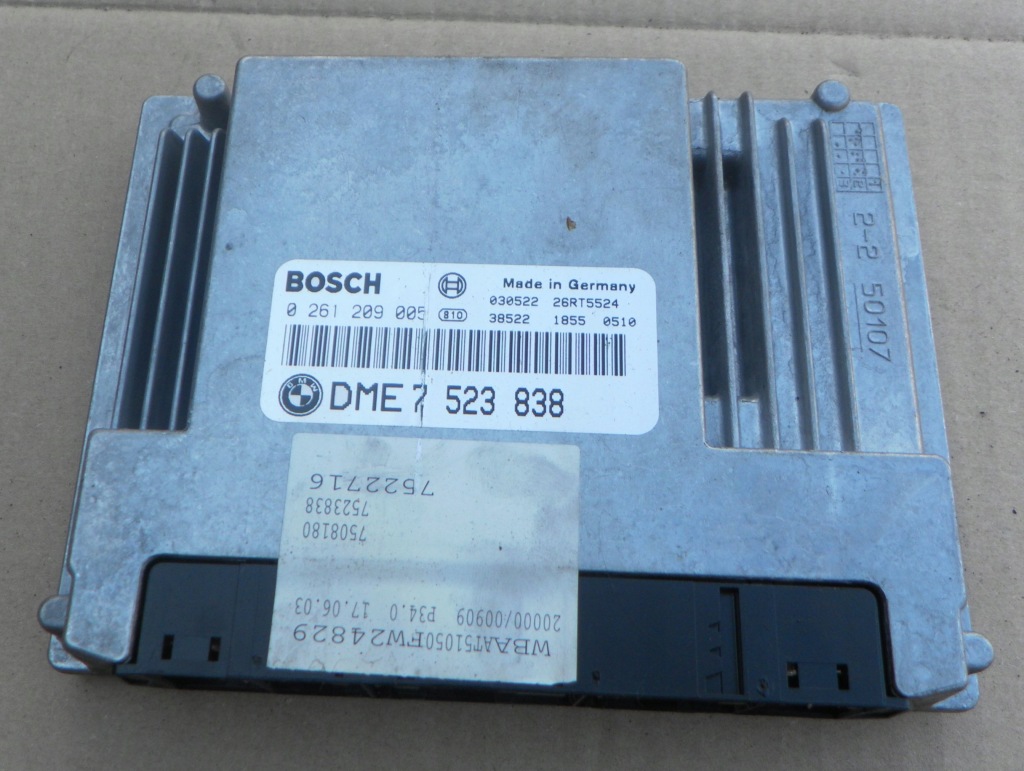 BOSCH
Made in Germany
0 261 209 005
810
030522 26RT5524
38522 1855 0510
BMW
DME 7 523 838
7522716
7523838
7508180
20000/00909 P34.0 17.06.03
WBAAT51050FW24829
2-2 50107